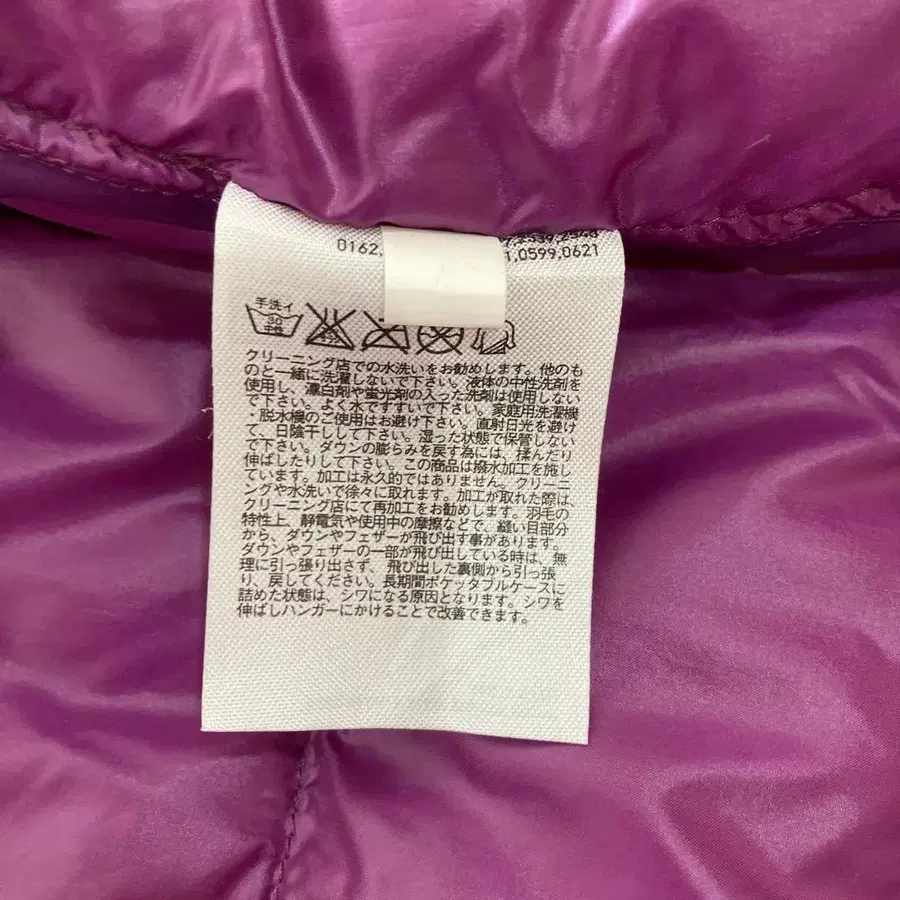 0162,
2539,2540
1,0599,0621
手洗イ
30
中性
クリーニング店での水洗いをお勧めします。他のも
のと一緒に洗濯しないで下さい。液体の中性洗剤を
使用し、漂白剤や蛍光剤の入った洗剤は使用しない
で下さい。よく水ですすいで下さい。家庭用洗濯機
・脱水機のご使用はお避け下さい。直射日光を避け
て、日陰干しして下さい。湿った状態で保管しない
で下さい。ダウンの膨らみを戻す為には、揉んだり
伸ばしたりして下さい。この商品は撥水加工を施し
ています。加工は永久的ではありません。クリーニ
ングや水洗いで徐々に取れます。加工が取れた際は
クリーニング店にて再加工をお勧めします。羽毛の
特性上、静電気や使用中の摩擦などで、縫い目部分
から、ダウンやフェザーが飛び出す事があります。
ダウンやフェザーの一部が飛び出している時は、無
理に引っ張り出さず、飛び出した裏側から引っ張
り、戻してください。長期間ポケッタブルケースに
詰めた状態は、シワになる原因となります。シワを
伸ばしハンガーにかけることで改善できます。